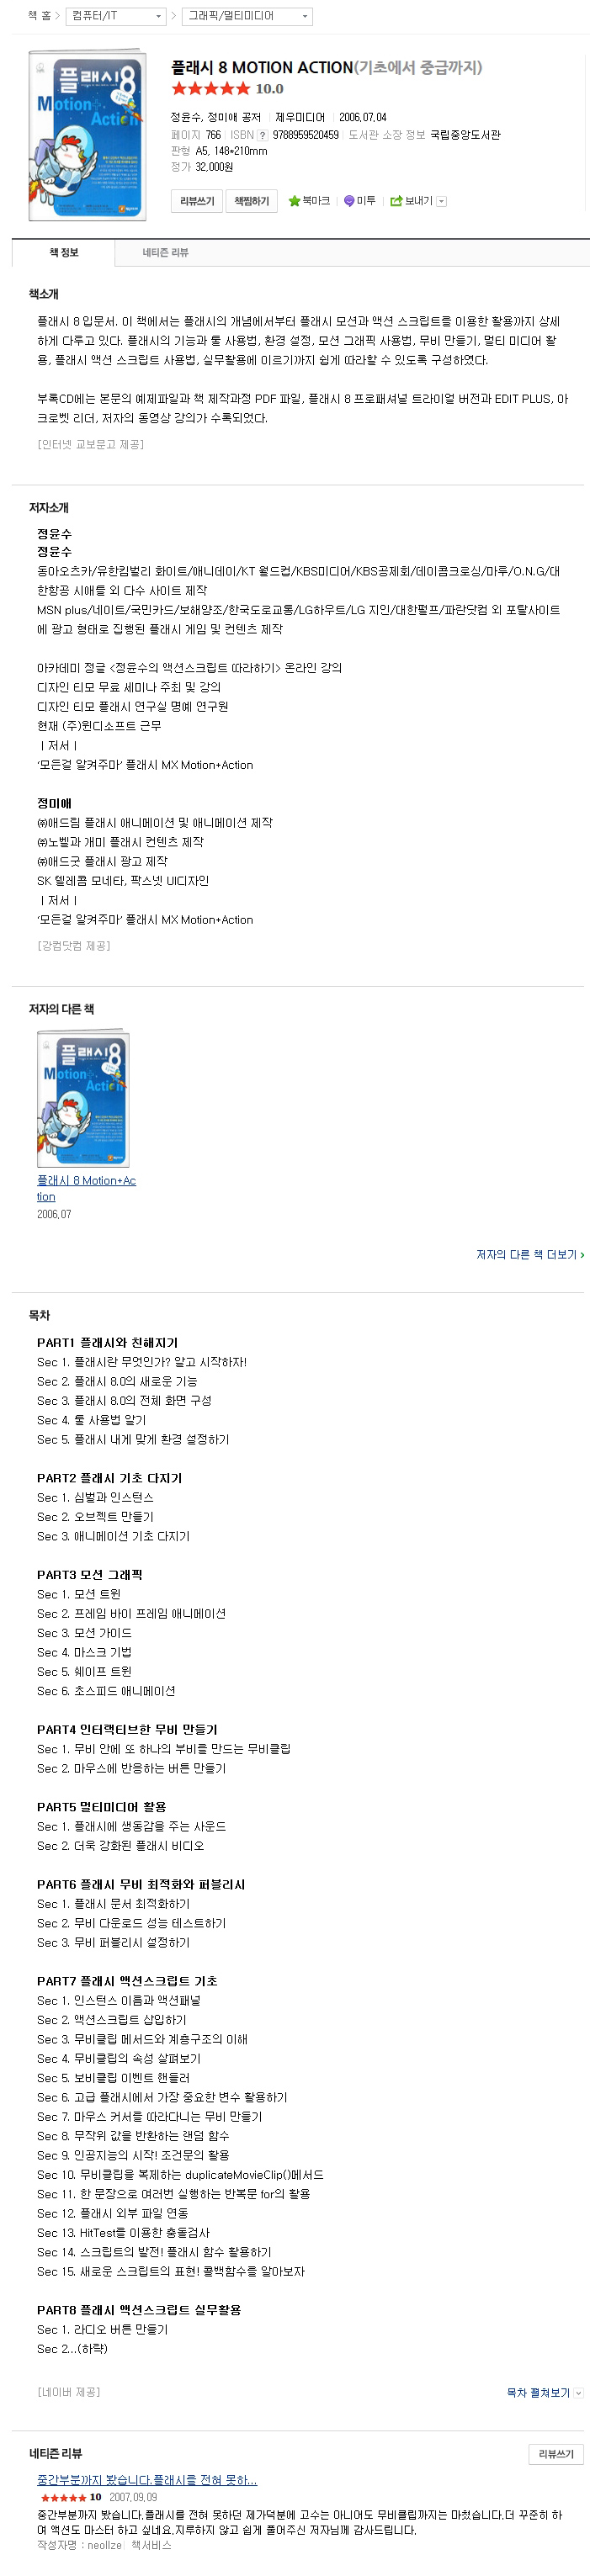 책 홈 > 컴퓨터/IT > 그래픽/멀티미디어
플래시8
Motion+
Action
플래시 8 MOTION ACTION(기초에서 중급까지)
★★★★★ 10.0
정윤수, 정미애 공저 | 제우미디어 | 2006.07.04
페이지 766 | ISBN ? 9788959520459 | 도서관 소장 정보 국립중앙도서관
판형 A5, 148*210mm
정가 32,000원
리뷰쓰기 책찜하기 북마크 | 미투 | 보내기
책 정보 네티즌 리뷰
책소개
플래시 8 입문서. 이 책에서는 플래시의 개념에서부터 플래시 모션과 액션 스크립트를 이용한 활용까지 상세
하게 다루고 있다. 플래시의 기능과 툴 사용법, 환경 설정, 모션 그래픽 사용법, 무비 만들기, 멀티 미디어 활
용, 플래시 액션 스크립트 사용법, 실무활용에 이르기까지 쉽게 따라할 수 있도록 구성하였다.
부록CD에는 본문의 예제파일과 책 제작과정 PDF 파일, 플래시 8 프로패셔널 트라이얼 버전과 EDIT PLUS, 아
크로벳 리더, 저자의 동영상 강의가 수록되었다.
[인터넷 교보문고 제공]
저자소개
정윤수
정윤수
동아오츠카/유한킴벌리 화이트/애니데이/KT 월드컵/KBS미디어/KBS공제회/데이콤크로싱/마루/O.N.G/대
한항공 시애틀 외 다수 사이트 제작
MSN plus/네이트/국민카드/보해양조/한국도로교통/LG하우트/LG 지인/대한펄프/파란닷컴 외 포탈사이트
에 광고 형태로 집행된 플래시 게임 및 컨텐츠 제작
아카데미 정글 <정윤수의 액션스크립트 따라하기> 온라인 강의
디자인 티모 무료 세미나 주최 및 강의
디자인 티모 플래시 연구실 명예 연구원
현재 (주)윈디소프트 근무
ㅣ저서ㅣ
‘모든걸 알켜주마’ 플래시 MX Motion+Action
정미애
㈜애드림 플래시 애니메이션 및 애니메이션 제작
㈜노벨과 개미 플래시 컨텐츠 제작
㈜애드굿 플래시 광고 제작
SK 텔레콤 모네타, 팍스넷 UI디자인
ㅣ저서ㅣ
‘모든걸 알켜주마’ 플래시 MX Motion+Action
[강컴닷컴 제공]
저자의 다른 책
플래시8
Motion+
Action
플래시 8 Motion+Ac
tion
2006.07
저자의 다른 책 더보기 >
목차
PART1 플래시와 친해지기
Sec 1. 플래시란 무엇인가? 알고 시작하자!
Sec 2. 플래시 8.0의 새로운 기능
Sec 3. 플래시 8.0의 전체 화면 구성
Sec 4. 툴 사용법 알기
Sec 5. 플래시 내게 맞게 환경 설정하기
PART2 플래시 기초 다지기
Sec 1. 심벌과 인스턴스
Sec 2. 오브젝트 만들기
Sec 3. 애니메이션 기초 다지기
PART3 모션 그래픽
Sec 1. 모션 트윈
Sec 2. 프레임 바이 프레임 애니메이션
Sec 3. 모션 가이드
Sec 4. 마스크 기법
Sec 5. 쉐이프 트윈
Sec 6. 초스피드 애니메이션
PART4 인터랙티브한 무비 만들기
Sec 1. 무비 안에 또 하나의 부비를 만드는 무비클립
Sec 2. 마우스에 반응하는 버튼 만들기
PART5 멀티미디어 활용
Sec 1. 플래시에 생동감을 주는 사운드
Sec 2. 더욱 강화된 플래시 비디오
PART6 플래시 무비 최적화와 퍼블리시
Sec 1. 플래시 문서 최적화하기
Sec 2. 무비 다운로드 성능 테스트하기
Sec 3. 무비 퍼블리시 설정하기
PART7 플래시 액션스크립트 기초
Sec 1. 인스턴스 이름과 액션패널
Sec 2. 액션스크립트 삽입하기
Sec 3. 무비클립 메서드와 계층구조의 이해
Sec 4. 무비클립의 속성 살펴보기
Sec 5. 보비클립 이벤트 핸들러
Sec 6. 고급 플래시에서 가장 중요한 변수 활용하기
Sec 7. 마우스 커서를 따라다니는 무비 만들기
Sec 8. 무작위 값을 반환하는 랜덤 함수
Sec 9. 인공지능의 시작! 조건문의 활용
Sec 10. 무비클립을 복제하는 duplicateMovieClip()메서드
Sec 11. 한 문장으로 여러번 실행하는 반복문 for의 활용
Sec 12. 플래시 외부 파일 연동
Sec 13. HitTest를 이용한 충돌검사
Sec 14. 스크립트의 발전! 플래시 함수 활용하기
Sec 15. 새로운 스크립트의 표현! 콜백함수를 알아보자
PART8 플래시 액션스크립트 실무활용
Sec 1. 라디오 버튼 만들기
Sec 2...(하략)
[네이버 제공] 목차 펼쳐보기
네티즌 리뷰 리뷰쓰기
중간부분까지 봤습니다.플래시를 전혀 못하...
★★★★★ 10 2007.09.09
중간부분까지 봤습니다.플래시를 전혀 못하던 제가덕분에 고수는 아니어도 무비클립까지는 마쳤습니다.더 꾸준히 하
며 액션도 마스터 하고 싶네요.지루하지 않고 쉽게 풀어주신 저자님께 감사드립니다.
작성자명 : neollze | 책서비스